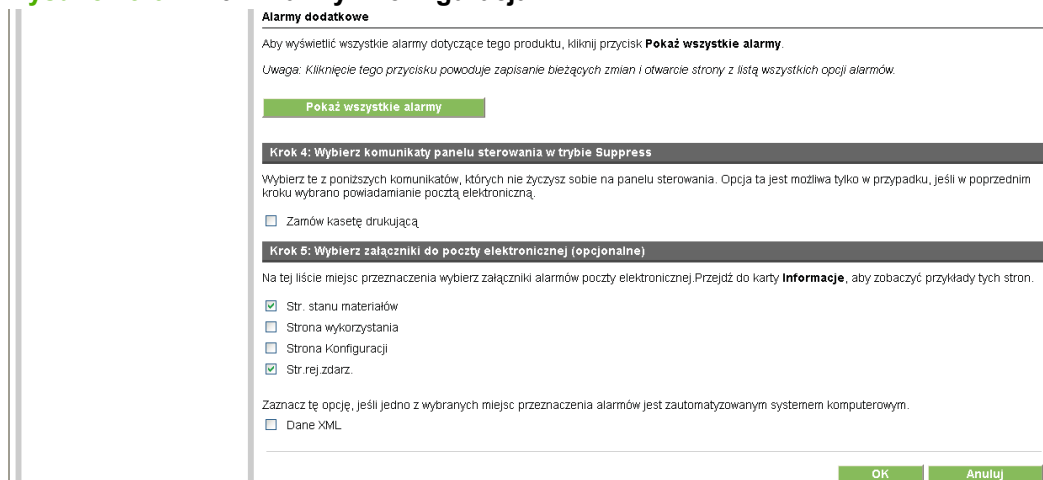 Alarmy dodatkowe
Aby wyświetlić wszystkie alarmy dotyczące tego produktu, kliknij przycisk Pokaż wszystkie alarmy.
Uwaga: Kliknięcie tego przycisku powoduje zapisanie bieżących zmian i otwarcie strony z listą wszystkich opcji alarmów.
Pokaż wszystkie alarmy
Krok 4: Wybierz komunikaty panelu sterowania w trybie Suppress
Wybierz te z poniższych komunikatów, których nie życzysz sobie na panelu sterowania. Opcja ta jest możliwa tylko w przypadku, jeśli w poprzednim
kroku wybrano powiadamianie pocztą elektroniczną.
Zamów kasetę drukującą
Krok 5: Wybierz załączniki do poczty elektronicznej (opcjonalne)
Na tej liście miejsc przeznaczenia wybierz załączniki alarmów poczty elektronicznej.Przejdź do karty Informacje, aby zobaczyć przykłady tych stron.
Str. stanu materiałów
Strona wykorzystania
Strona Konfiguracji
Str.rej.zdarz.
Zaznacz tę opcję, jeśli jedno z wybranych miejsc przeznaczenia alarmów jest zautomatyzowanym systemem komputerowym.
Dane XML
OK Anuluj